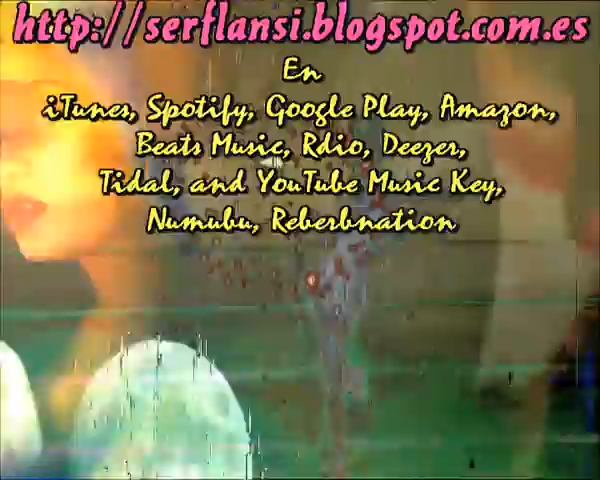 http://serflansi.blogspot.com.es
En
iTunes, Spotify, Google Play, Amazon,
Beats Music, Rdio, Deezer,
Tidal, and YouTube Music Key,
Numubu, Reberbnation